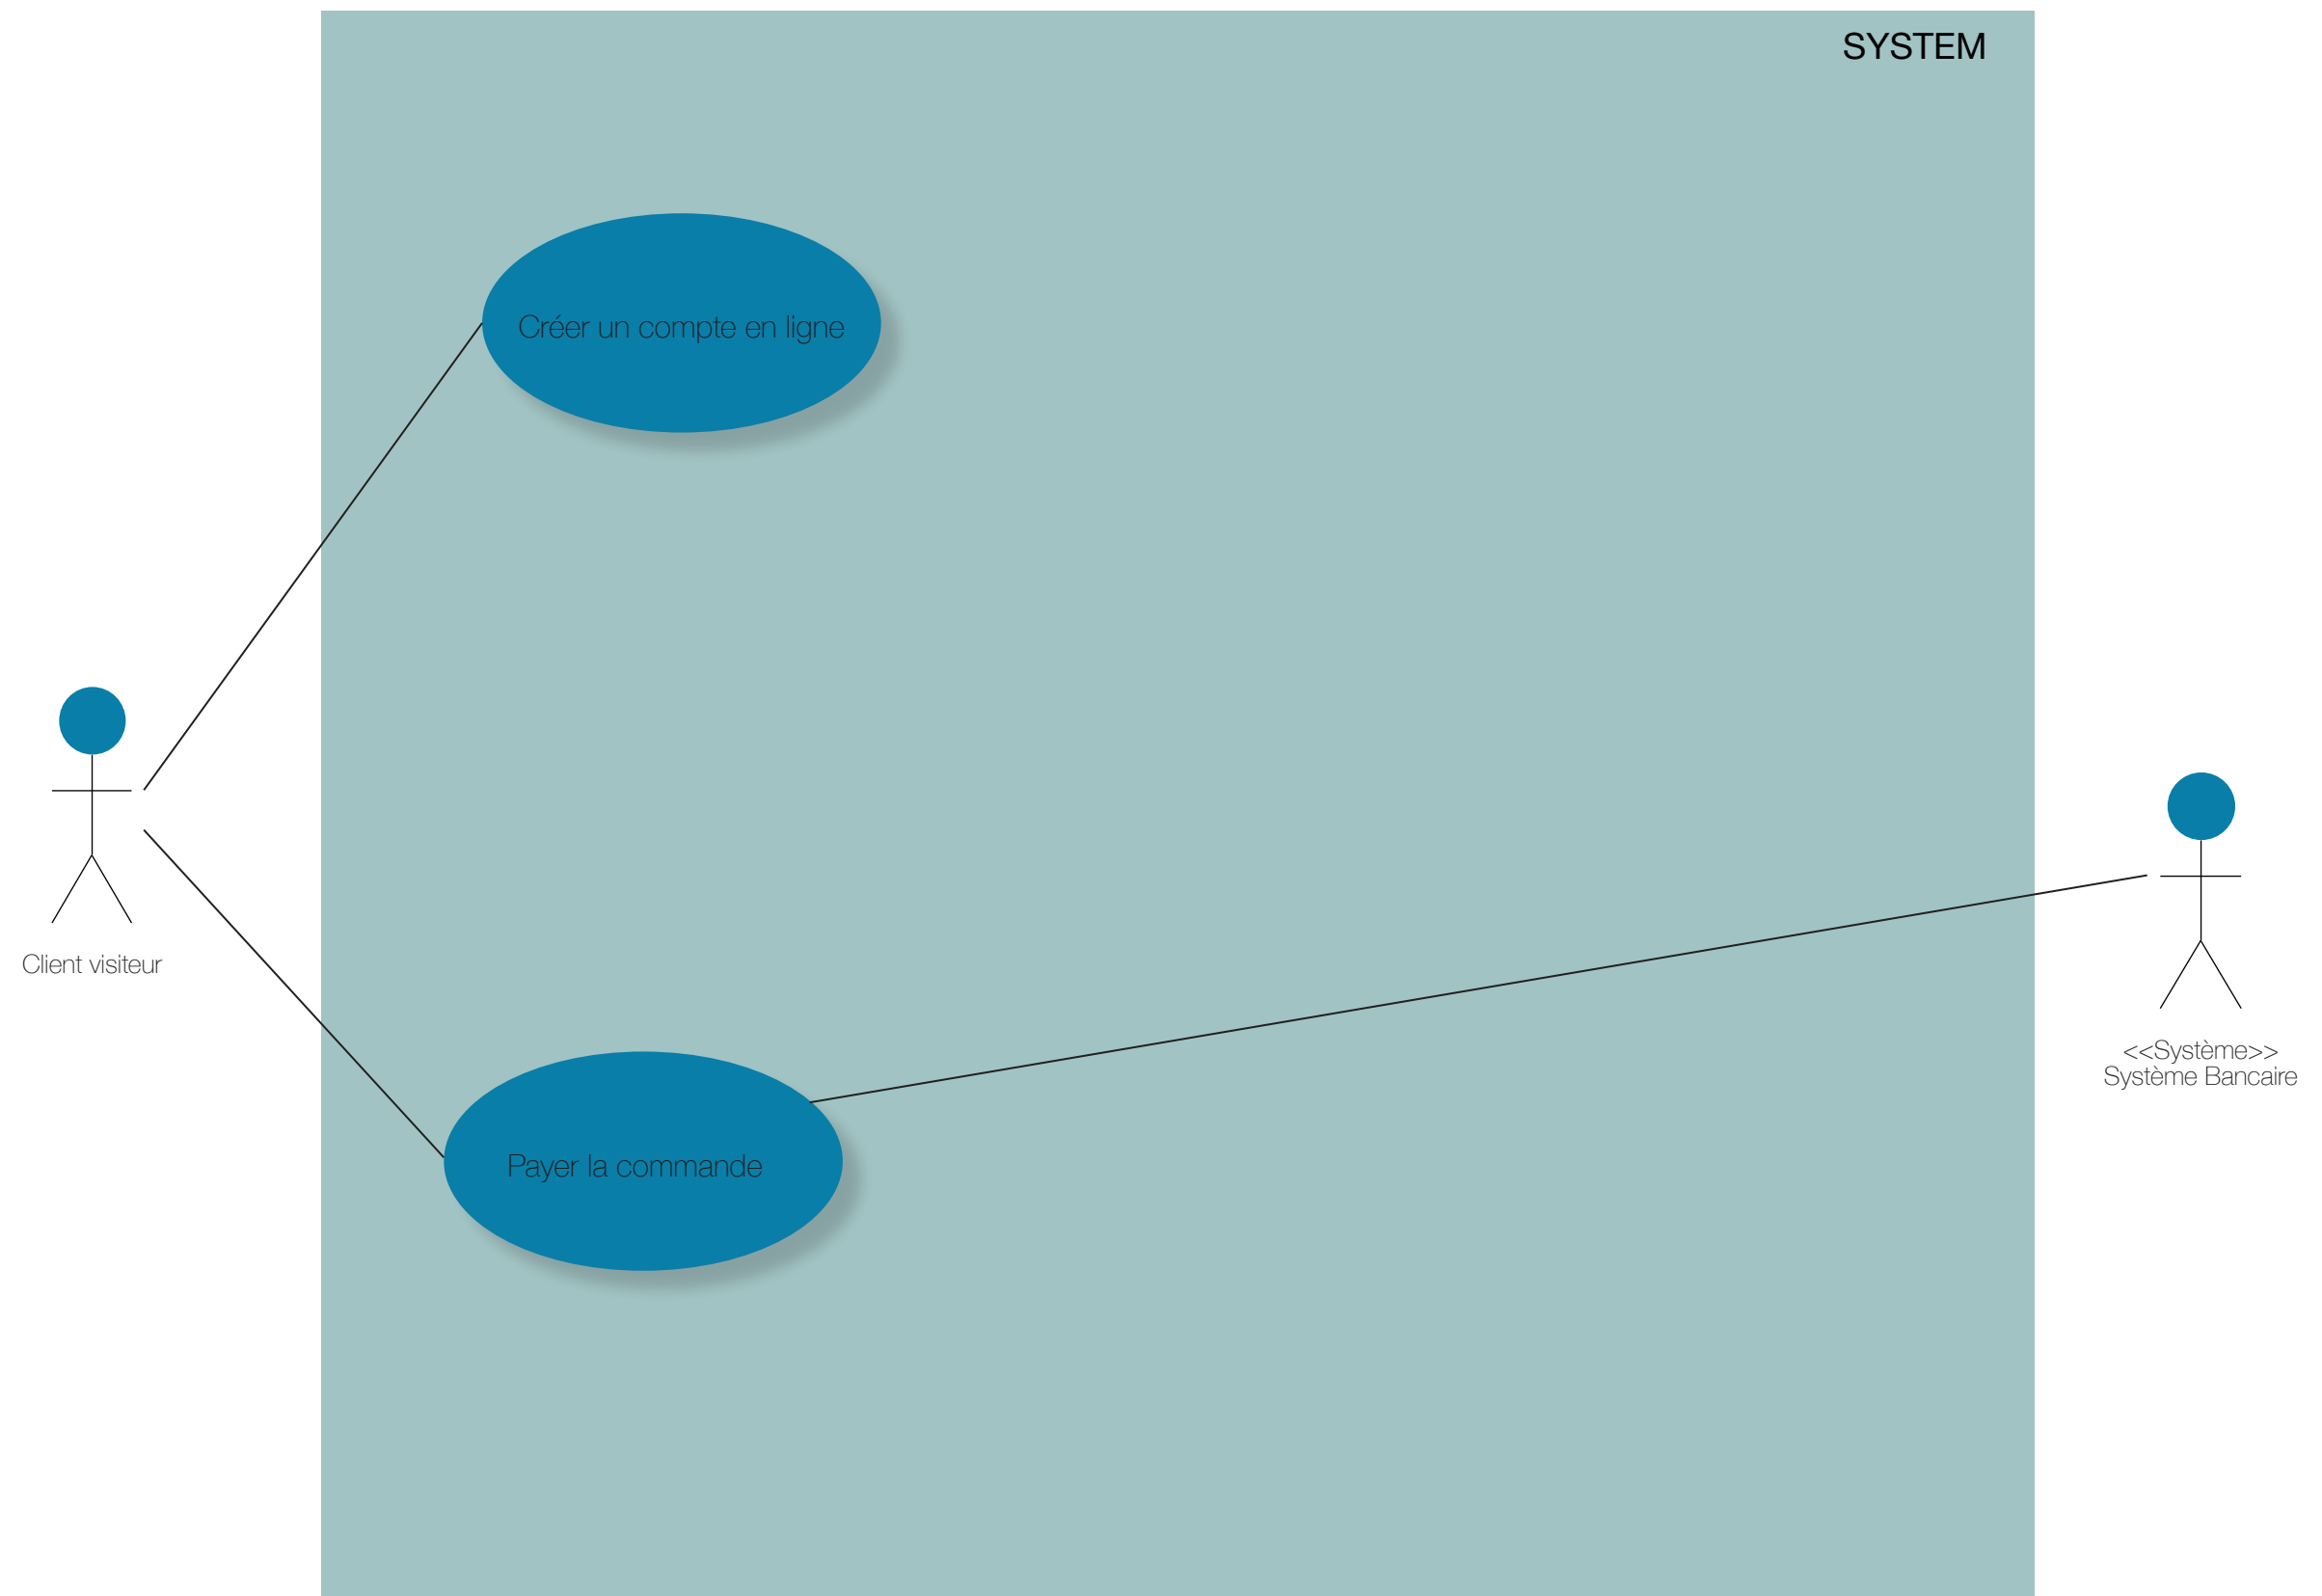 SYSTEM
Créer un compte en ligne
Client visiteur
<<Système>>
Système Bancaire
Payer la commande